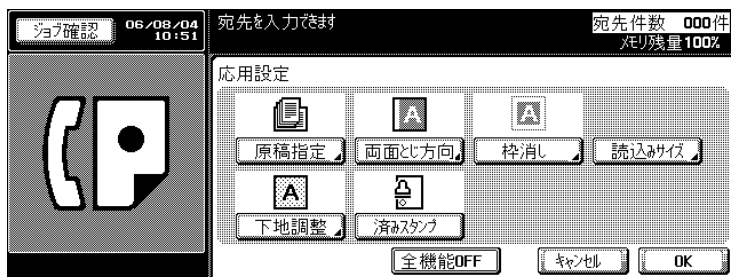 ジョブ確認
06/08/04
10:51
宛先を入力できます
宛先件数 000件
メモリ残量100%
応用設定
原稿指定
両面とじ方向
枠消し
読込みサイズ
下地調整
済みスタンプ
全機能OFF
キャンセル
OK